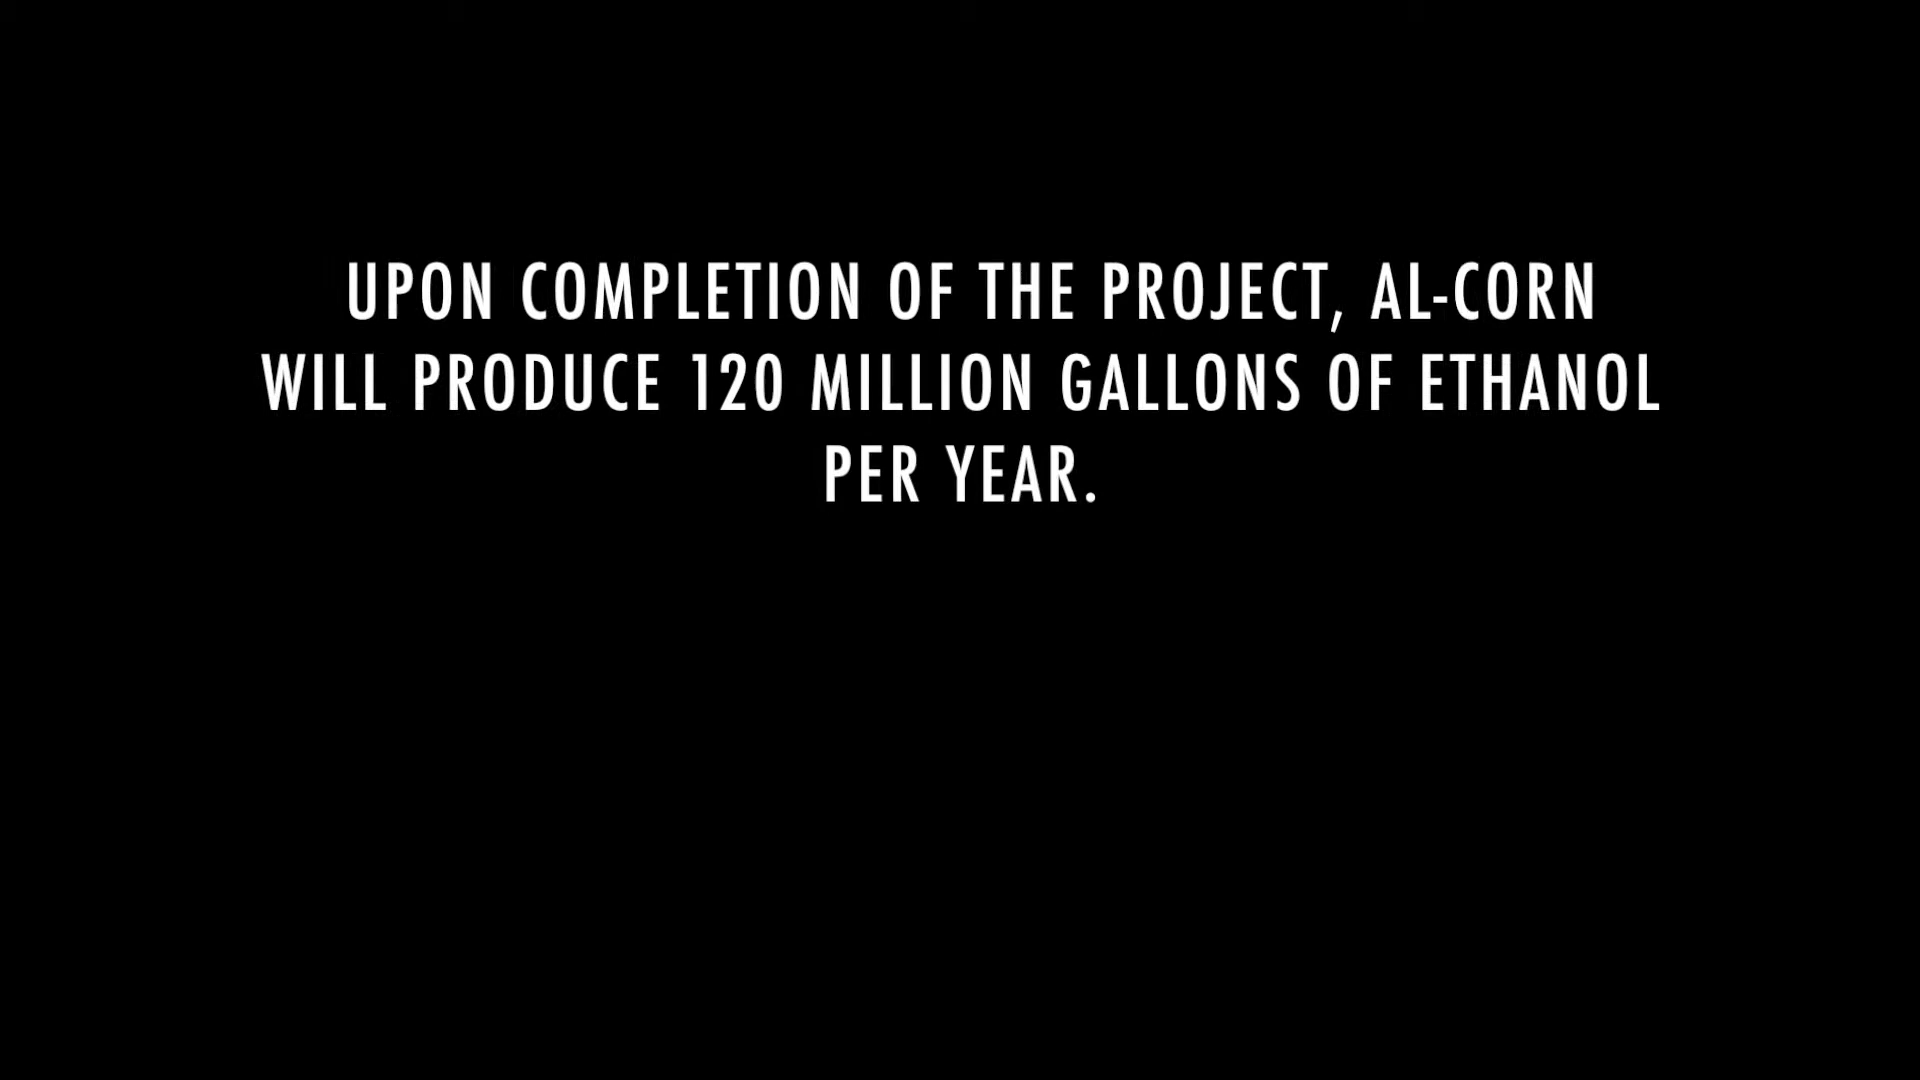 UPON COMPLETION OF THE PROJECT, AL-CORN
WILL PRODUCE 120 MILLION GALLONS OF ETHANOL
PER YEAR.